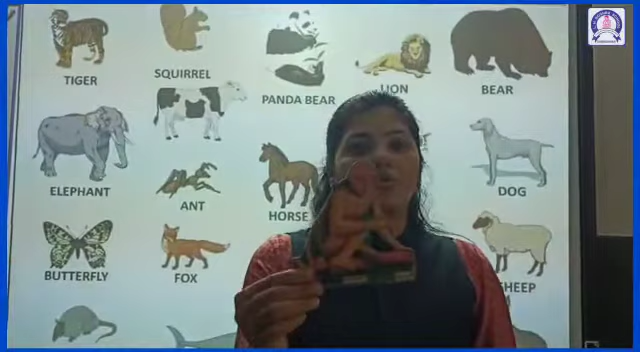 TIGER
SQUIRREL
PANDA BEAR
LION
BEAR
ELEPHANT
ANT
HORSE
DOG
BUTTERFLY
FOX
SHEEP